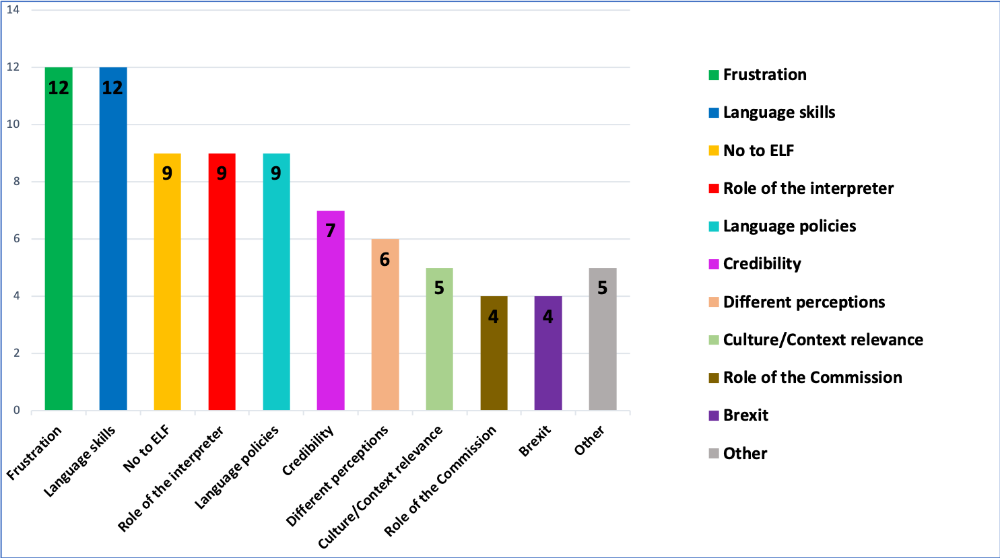 14
12
10
8
6
4
2
0
12
12
9
9
9
7
6
5
4
4
5
Frustration
Language skills
No to ELF
Role of the interpreter
Language policies
Credibility
Different perceptions
Culture/Context relevance
Role of the Commission
Brexit
Other
Frustration
Language skills
No to ELF
Role of the interpreter
Language policies
Credibility
Different perceptions
Culture/Context relevance
Role of the Commission
Brexit
Other